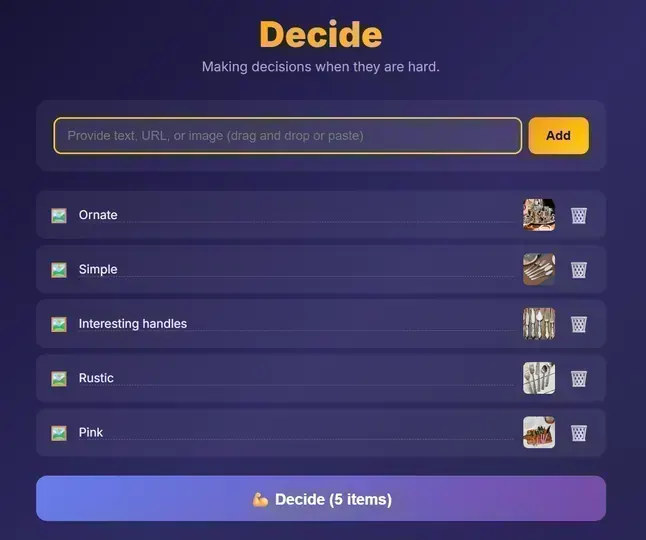 Decide
Making decisions when they are hard.
Provide text, URL, or image (drag and drop or paste)
Add
Ornate
Simple
Interesting handles
Rustic
Pink
💪 Decide (5 items)